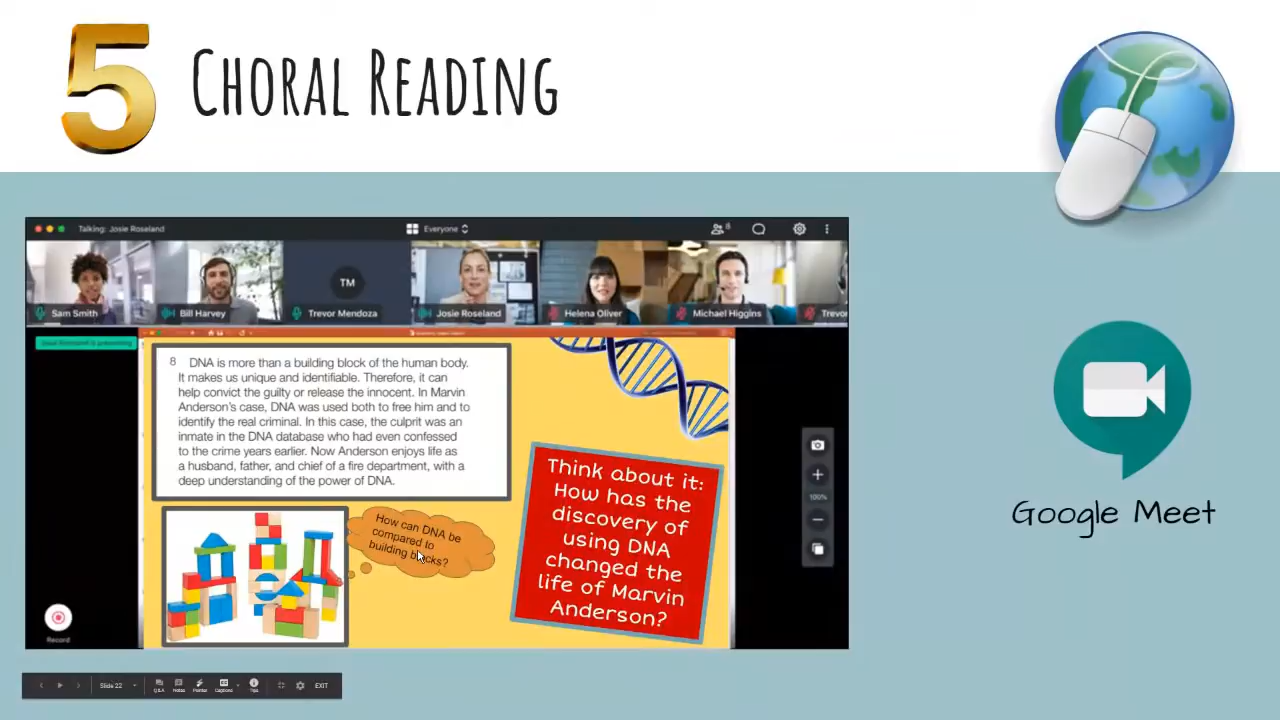 5 CHORAL READING
Talking: Josie Roseland
Everyone
8
Sam Smith
Bill Harvey
TM
Trevor Mendoza
Josie Roseland
Helena Oliver
Michael Higgins
Trevor
8 DNA is more than a building block of the human body.
It makes us unique and identifiable. Therefore, it can
help convict the guilty or release the innocent. In Marvin
Anderson's case, DNA was used both to free him and to
identify the real criminal. In this case, the culprit was an
inmate in the DNA database who had even confessed
to the crime years earlier. Now Anderson enjoys life as
a husband, father, and chief of a fire department, with a
deep understanding of the power of DNA.
How can DNA be
compared to
building blocks?
Think about it:
How has the
discovery of
using DNA
changed the
life of Marvin
Anderson?
100%
Record
Google Meet
Slide 22
Q&A
Notes
Pointer
Captions
Tips
EXIT